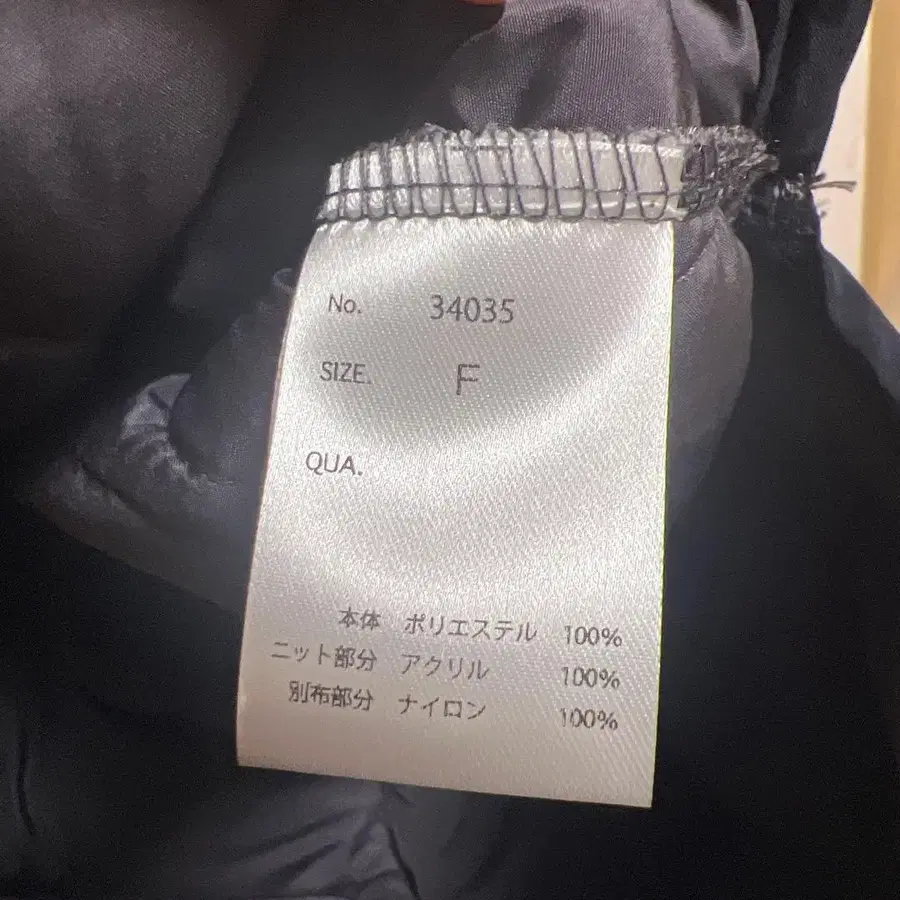 No. 34035
SIZE. F
QUA.
本体 ポリエステル 100%
ニット部分 アクリル 100%
別布部分 ナイロン 100%